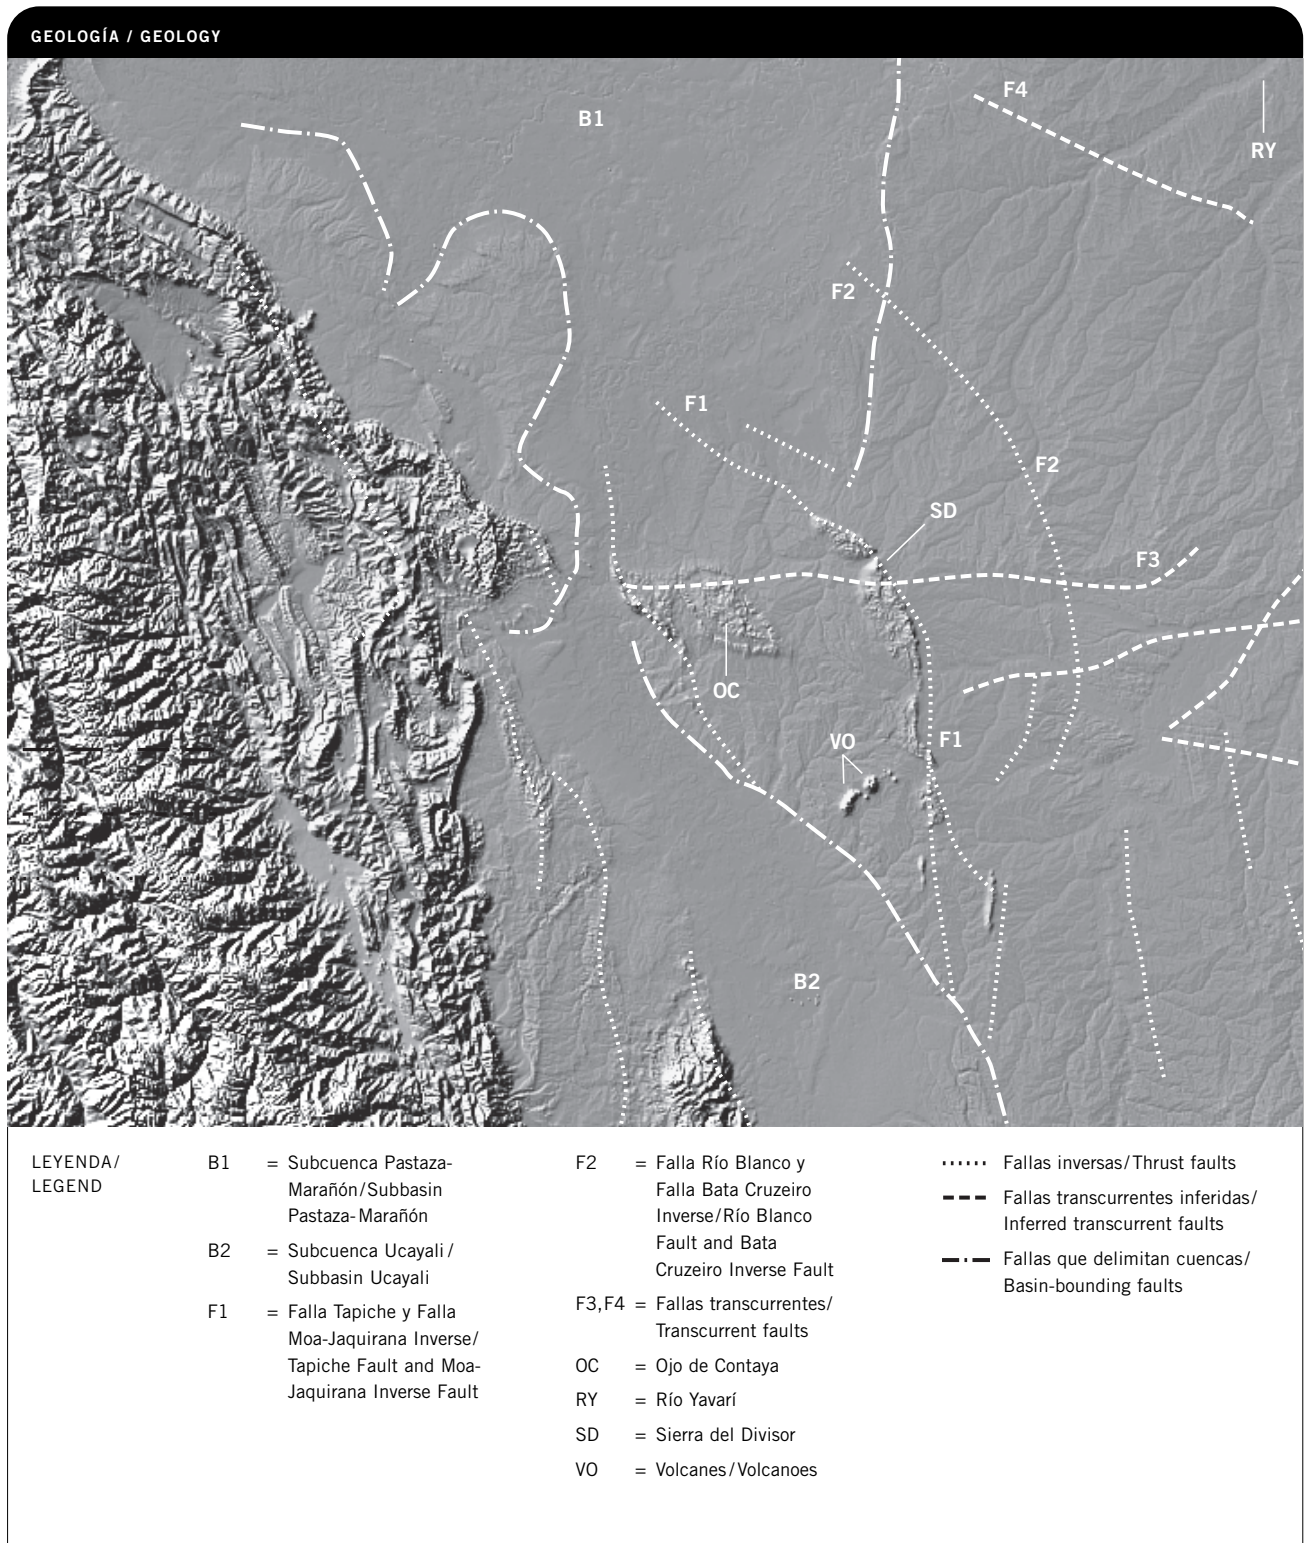 GEOLOGÍA / GEOLOGY
F4
B1
RY
F2
F1
F2
SD
F3
OC
VO
F1
B2
LEYENDA/
LEGEND
B1 = Subcuenca Pastaza-
Marañón/Subbasin
Pastaza-Marañón
B2 = Subcuenca Ucayali/
Subbasin Ucayali
F1 = Falla Tapiche y Falla
Moa-Jaquirana Inverse/
Tapiche Fault and Moa-
Jaquirana Inverse Fault
F2 = Falla Río Blanco y
Falla Bata Cruzeiro
Inverse/Río Blanco
Fault and Bata
Cruzeiro Inverse Fault
F3,F4 = Fallas transcurrentes/
Transcurrent faults
OC = Ojo de Contaya
RY = Río Yavarí
SD = Sierra del Divisor
VO = Volcanes/Volcanoes
Fallas inversas/Thrust faults
Fallas transcurrentes inferidas/
Inferred transcurrent faults
Fallas que delimitan cuencas/
Basin-bounding faults